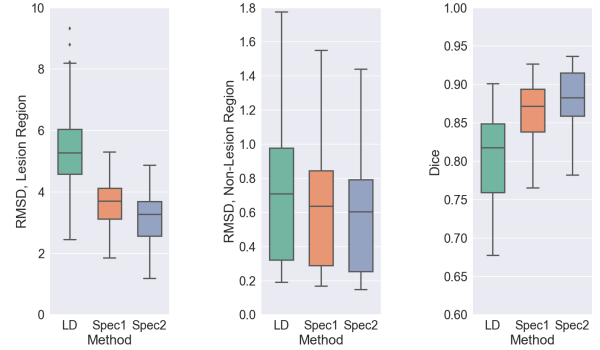 RMSD, Lesion Region
10
8
6
4
2
0
LD Spec1 Spec2
Method
RMSD, Non-Lesion Region
1.8
1.6
1.4
1.2
1.0
0.8
0.6
0.4
0.2
0.0
LD Spec1 Spec2
Method
Dice
1.00
0.95
0.90
0.85
0.80
0.75
0.70
0.65
0.60
LD Spec1 Spec2
Method